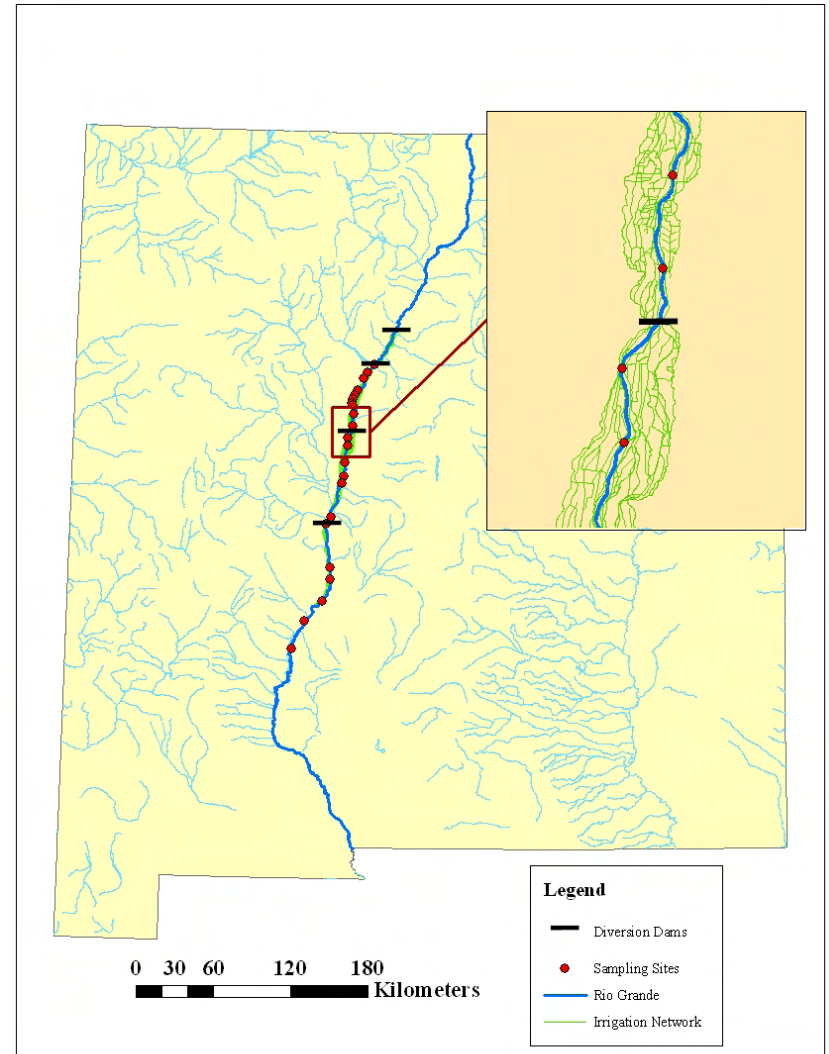 Legend
Diversion Dams
Sampling Sites
Rio Grande
Irrigation Network
0 30 60 120 180
Kilometers